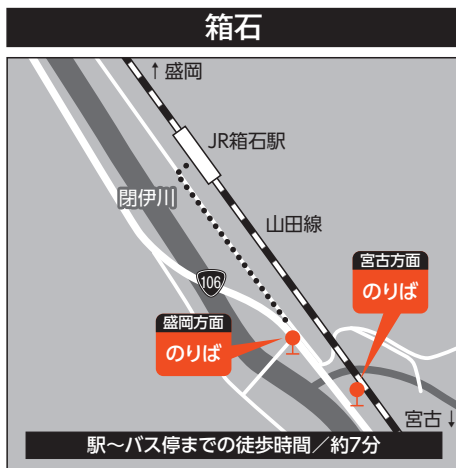 箱石
↑盛岡
JR箱石駅
閉伊川
山田線
宮古方面
のりば
106
盛岡方面
のりば
宮古↓
駅～バス停までの徒歩時間／約7分